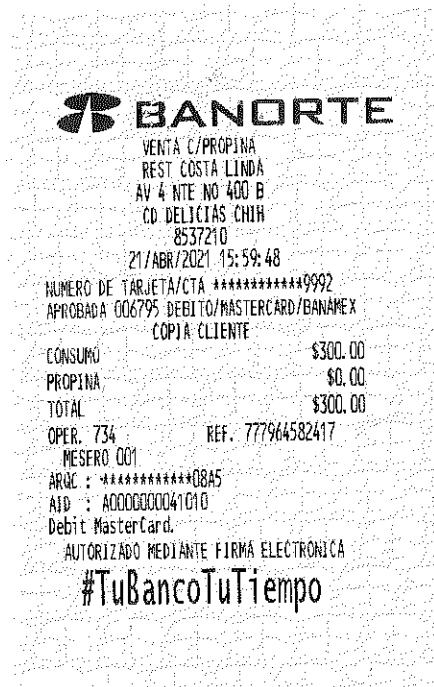 BANORTE
VENTA C/PROPINA
REST COSTA LINDA
AV 4 NTE NO 400 B
CD DELICIAS CHIH
8537210
21/ABR/2021 15:59:48
NUMERO DE TARJETA/CTA ************9992
APROBADA 006795 DEBITO/MASTERCARD/BANAMEX
COPIA CLIENTE
CONSUMO $300.00
PROPINA $0.00
TOTAL $300.00
OPER. 734 REF. 777964582417
MESERO 001
ARQC : ************08A5
AID : A0000000041010
Debit MasterCard.
AUTORIZADO MEDIANTE FIRMA ELECTRONICA
#TuBancoTuTiempo